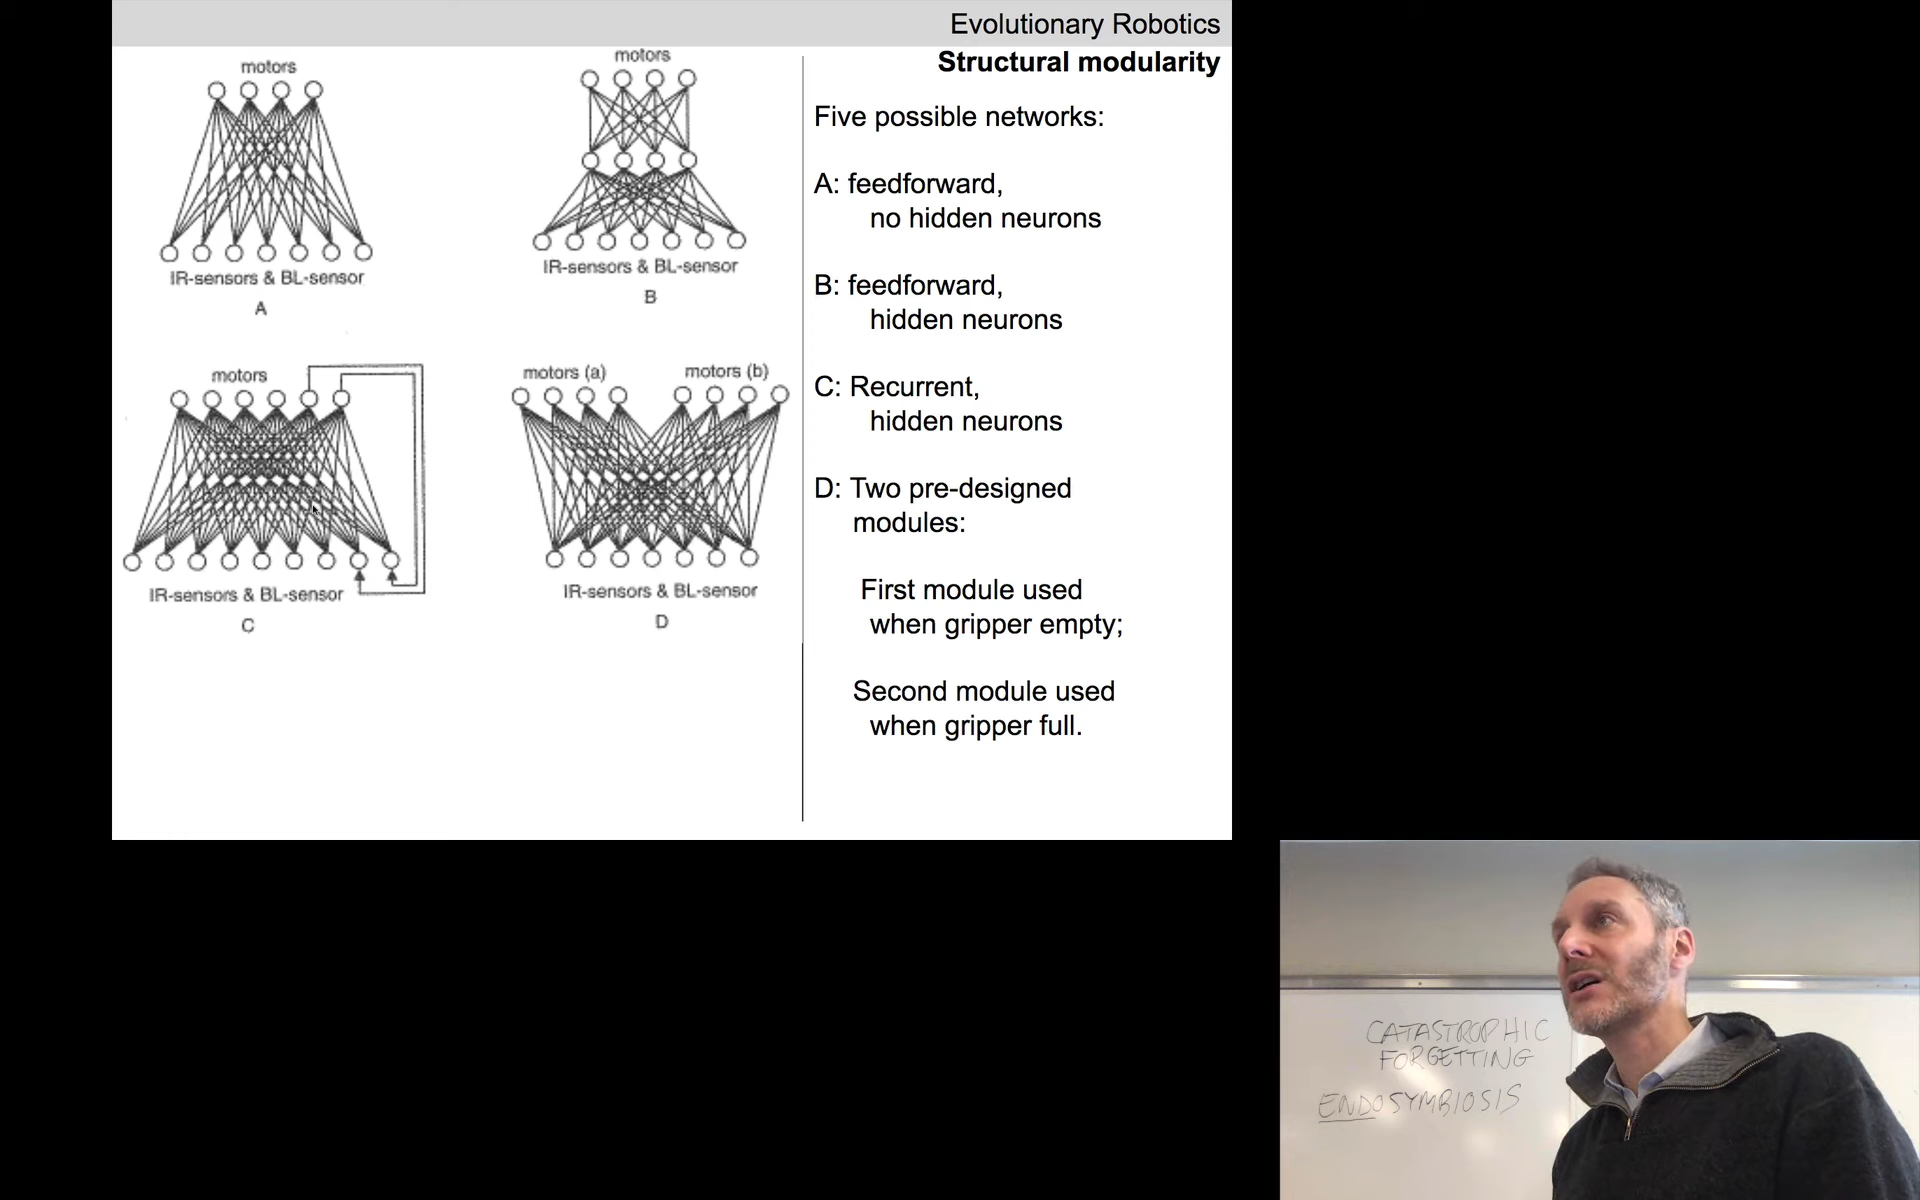 Evolutionary Robotics
Structural modularity
motors
IR-sensors & BL-sensor
A
motors
IR-sensors & BL-sensor
B
motors
IR-sensors & BL-sensor
C
motors (a)
motors (b)
IR-sensors & BL-sensor
D
Five possible networks:
A: feedforward,
no hidden neurons
B: feedforward,
hidden neurons
C: Recurrent,
hidden neurons
D: Two pre-designed
modules:
First module used
when gripper empty;
Second module used
when gripper full.
CATASTROPHIC
FORGETTING
ENDOSYMBIOSIS